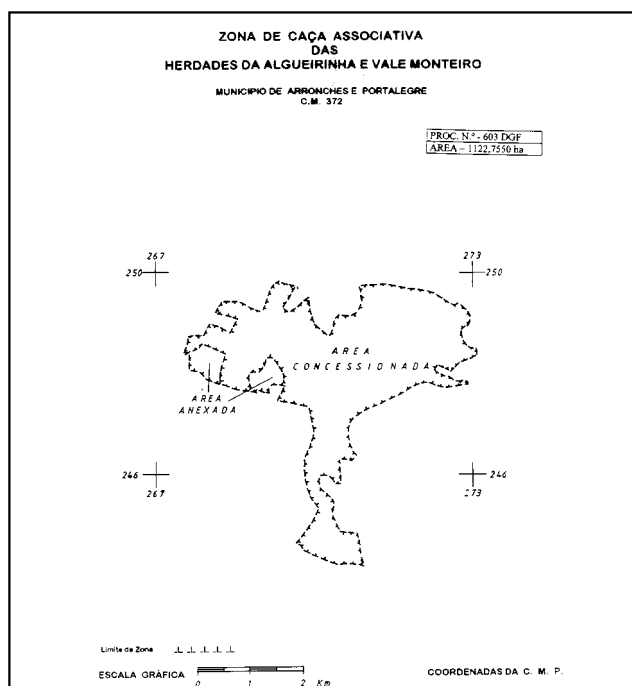 ZONA DE CAÇA ASSOCIATIVA
DAS
HERDADES DA ALGUEIRINHA E VALE MONTEIRO
MUNICIPIO DE ARRONCHES E PORTALEGRE
C.M. 372
PROC. N.º - 603 DGF
AREA - 1122,7550 ha
267
273
250
250
AREA
CONCESSIONADA
AREA
ANEXADA
246
246
267
273
Limite da Zona
ESCALA GRÁFICA
0 1 2 Km
COORDENADAS DA C. M. P.